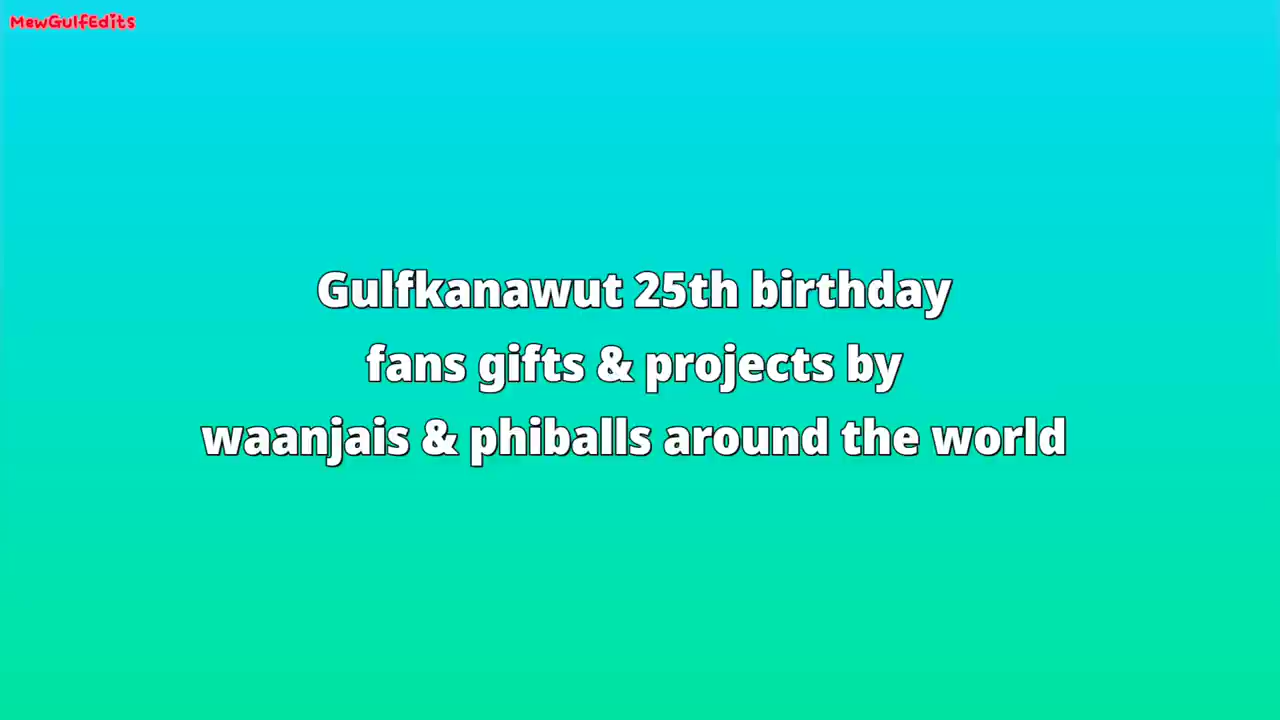 MewGulfEdits
Gulfkanawut 25th birthday
fans gifts & projects by
waanjais & phiballs around the world